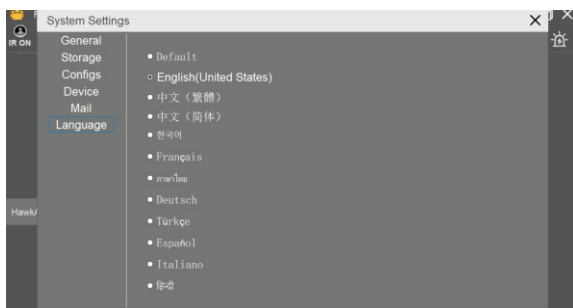 System Settings
IR ON
General
Storage
Configs
Device
Mail
Language
Default
English(United States)
中文（繁體）
中文（简体）
한국어
Français
ภาษาไทย
Deutsch
Türkçe
Español
Italiano
हिन्दी
Hawk